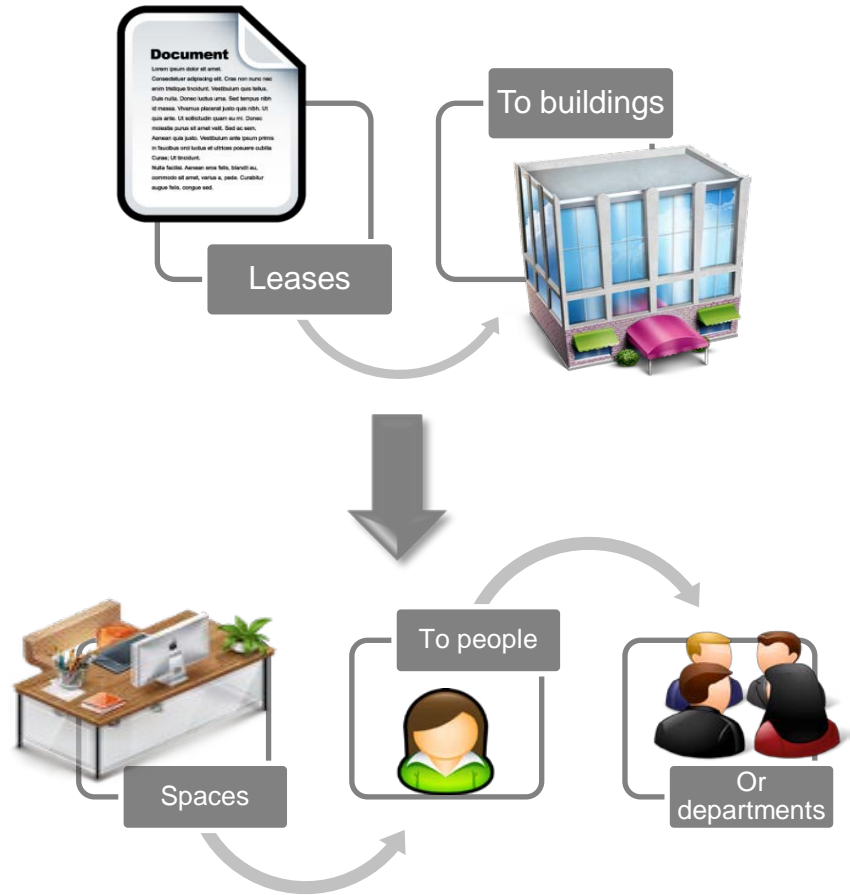 Document
Lorem ipsum dolor sit amet.
Consectetuer adipiscing elit. Cras non nunc nec
enim tristique tincidunt. Vestibulum quis tellus.
Duis nulla. Donec luctus urna. Sed tempus nibh
id massa. Vivamus placerat justo quis nibh. Ut
quis ante. Ut sollicitudin quam eu mi. Donec
molestie purus sit amet velit. Sed ac sem,
Aenean quis justo. Vestibulum ante ipsum primis
in faucibus orci luctus et ultrices posuere cubilia
Curae; Ut tincidunt.
Nulla facilisi. Aenean eros felis, blandit eu,
commodo sit amet, varius a, pede. Curabitur
augue felis, congue sed.
To buildings
Leases
To people
Spaces
Or
departments